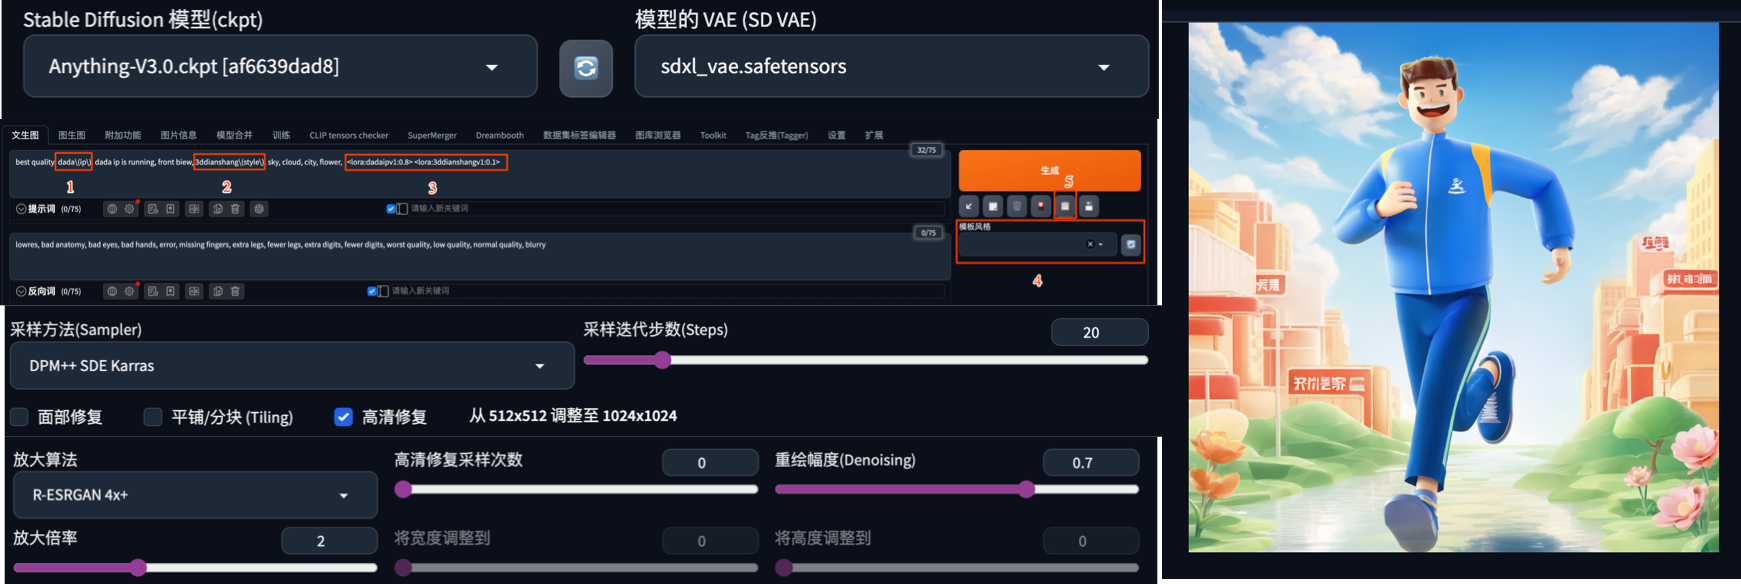 Stable Diffusion 模型(ckpt)
模型的 VAE (SD VAE)
Anything-V3.0.ckpt [af6639dad8]
sdxl_vae.safetensors
文生图 图生图 附加功能 图片信息 模型合并 训练 CLIP tensors checker SuperMerger Dreambooth 数据集标签编辑器 图库浏览器 Toolkit Tag反推(Tagger) 设置 扩展
32/75
best quality dada\(ip\) dada ip is running, front biew, 3ddianshang\(style\) sky, cloud, city, flower, <lora:dadaipv1:0.8> <lora:3ddianshangv1:0.1>
1 2 3
生成
5
提示词 (0/75)
请输入新关键词
模板风格
0/75
lowres, bad anatomy, bad eyes, bad hands, error, missing fingers, extra legs, fewer legs, extra digits, fewer digits, worst quality, low quality, normal quality, blurry
4
反向词 (0/75)
请输入新关键词
采样方法(Sampler)
采样迭代步数(Steps)
20
DPM++ SDE Karras
面部修复
平铺/分块 (Tiling)
高清修复
从 512x512 调整至 1024x1024
放大算法
高清修复采样次数
0
重绘幅度(Denoising)
0.7
R-ESRGAN 4x+
放大倍率
2
将宽度调整到
0
将高度调整到
0